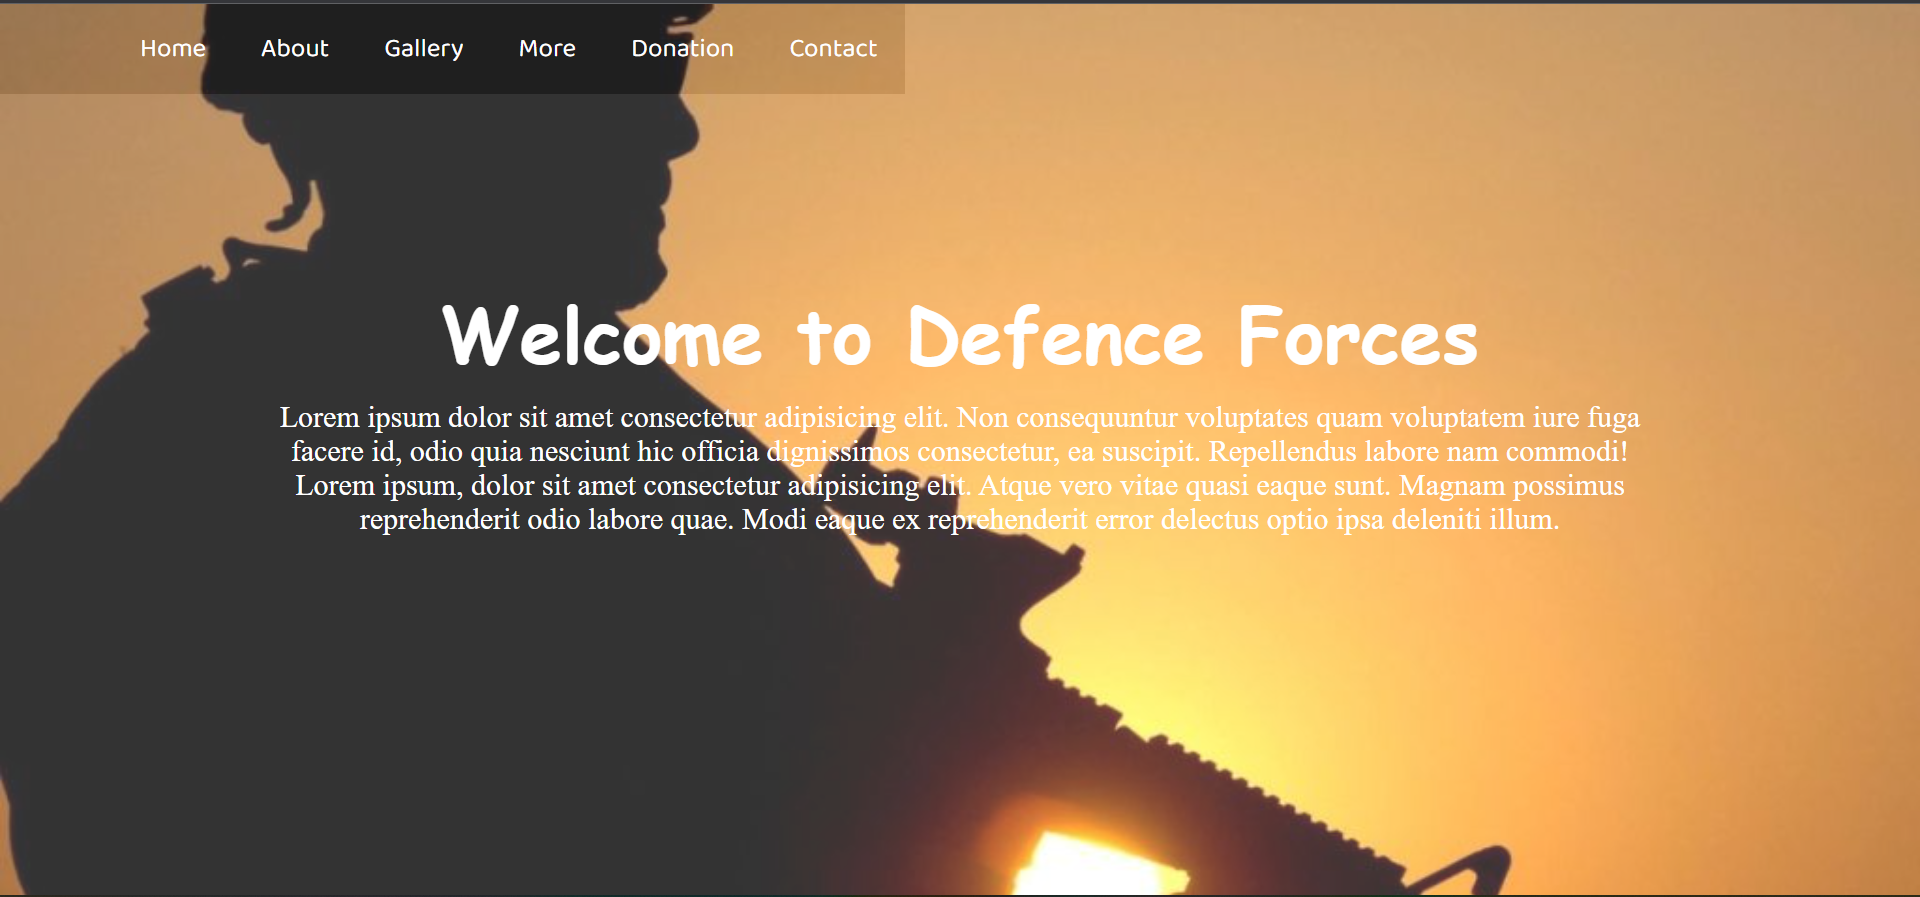 Home About Gallery More Donation Contact
Welcome to Defence Forces
Lorem ipsum dolor sit amet consectetur adipisicing elit. Non consequuntur voluptates quam voluptatem iure fuga
facere id, odio quia nesciunt hic officia dignissimos consectetur, ea suscipit. Repellendus labore nam commodi!
Lorem ipsum, dolor sit amet consectetur adipisicing elit. Atque vero vitae quasi eaque sunt. Magnam possimus
reprehenderit odio labore quae. Modi eaque ex reprehenderit error delectus optio ipsa deleniti illum.